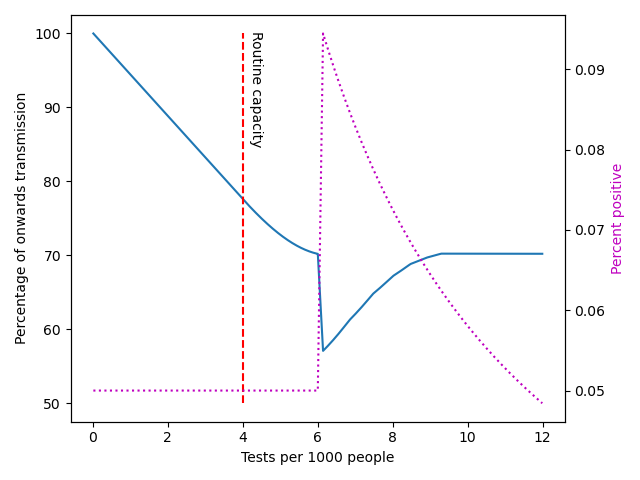 100
90
80
70
60
50
Percentage of onwards transmission
Routine capacity
0.09
0.08
0.07
0.06
0.05
Percent positive
0 2 4 6 8 10 12
Tests per 1000 people